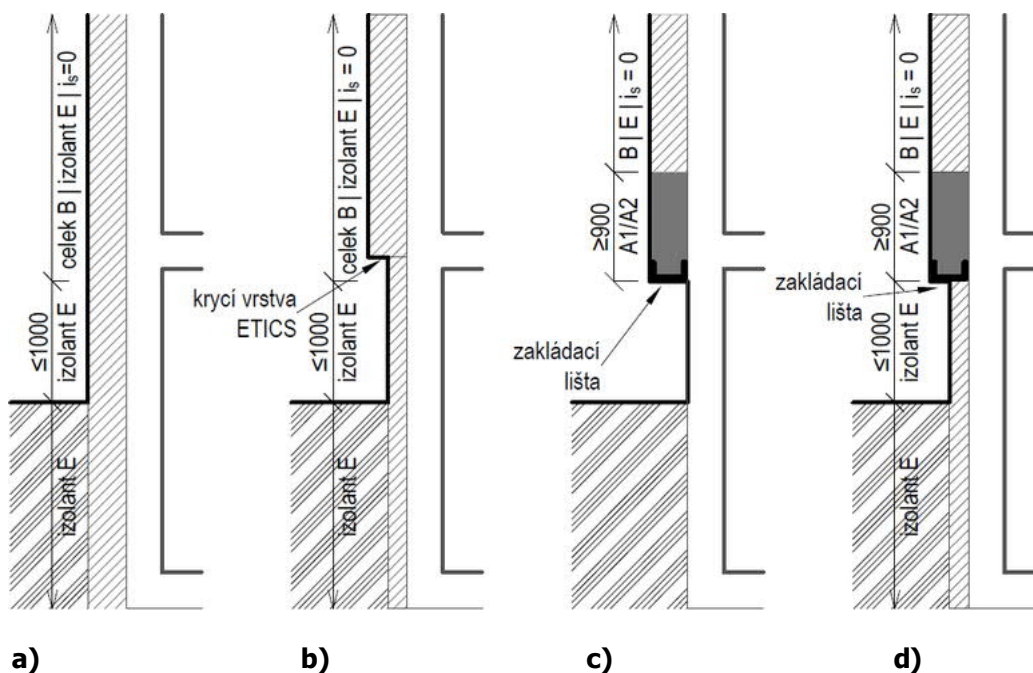 celek B | izolant E | iₛ=0
≤1000
izolant E
izolant E
a)
celek B | izolant E | iₛ = 0
krycí vrstva
ETICS
≤1000
izolant E
izolant E
b)
B | E | iₛ = 0
≥900
A1/A2
zakládací
lišta
c)
B | E | iₛ = 0
≥900
A1/A2
zakládací
lišta
≤1000
izolant E
izolant E
d)